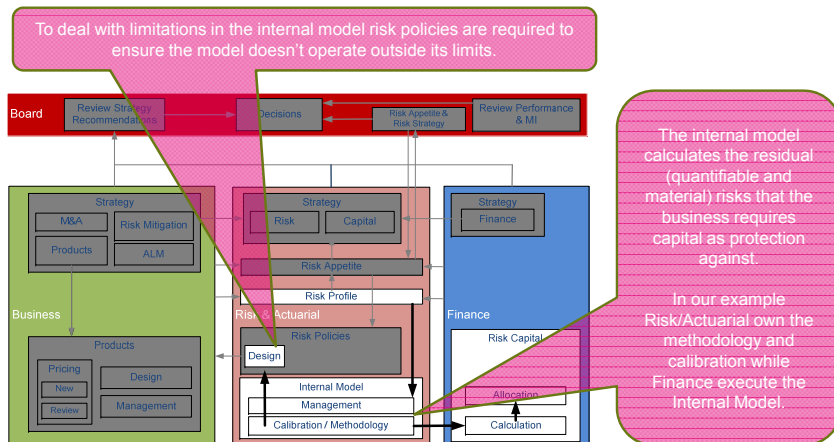 To deal with limitations in the internal model risk policies are required to
ensure the model doesn't operate outside its limits.
Board
Review Strategy
Recommendations
Decisions
Risk Appetite &
Risk Strategy
Review Performance
& MI
The internal model
calculates the residual
(quantifiable and
material) risks that the
business requires
capital as protection
against.
In our example
Risk/Actuarial own the
methodology and
calibration while
Finance execute the
Internal Model.
Business
Strategy
M&A
Risk Mitigation
Products
ALM
Products
Pricing
New
Review
Design
Management
Risk & Actuarial
Strategy
Risk
Capital
Risk Appetite
Risk Profile
Risk Policies
Design
Internal Model
Management
Calibration / Methodology
Finance
Strategy
Finance
Risk Capital
Allocation
Calculation